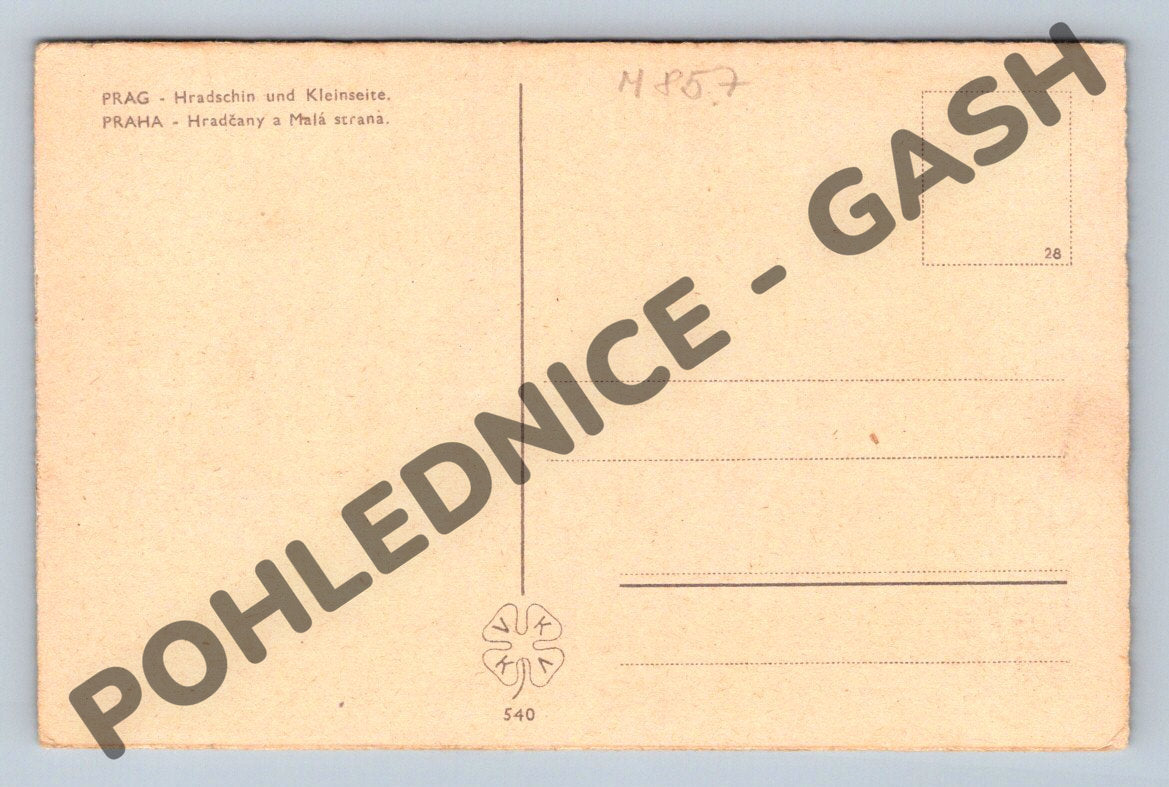 PRAG - Hradschin und Kleinseite.
PRAHA - Hradčany a Malá strana.
M 857
28
POHLEDNICE - GASH
V K
K V
540